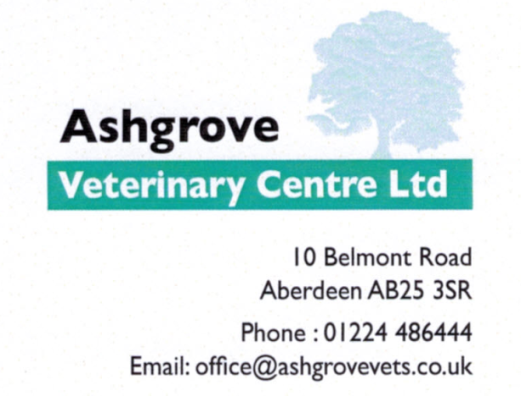 Ashgrove
Veterinary Centre Ltd
10 Belmont Road
Aberdeen AB25 3SR
Phone : 01224 486444
Email: office@ashgrovevets.co.uk